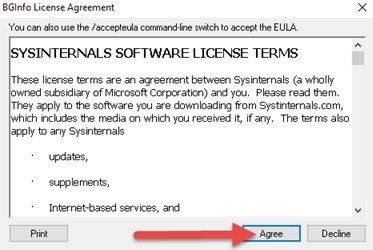 BGInfo License Agreement
You can also use the /accepteula command-line switch to accept the EULA.
SYSINTERNALS SOFTWARE LICENSE TERMS
These license terms are an agreement between Sysinternals (a wholly
owned subsidiary of Microsoft Corporation) and you. Please read them.
They apply to the software you are downloading from Systinternals.com,
which includes the media on which you received it, if any. The terms also
apply to any Sysinternals
· updates,
· supplements,
· Internet-based services, and
Print Agree Decline